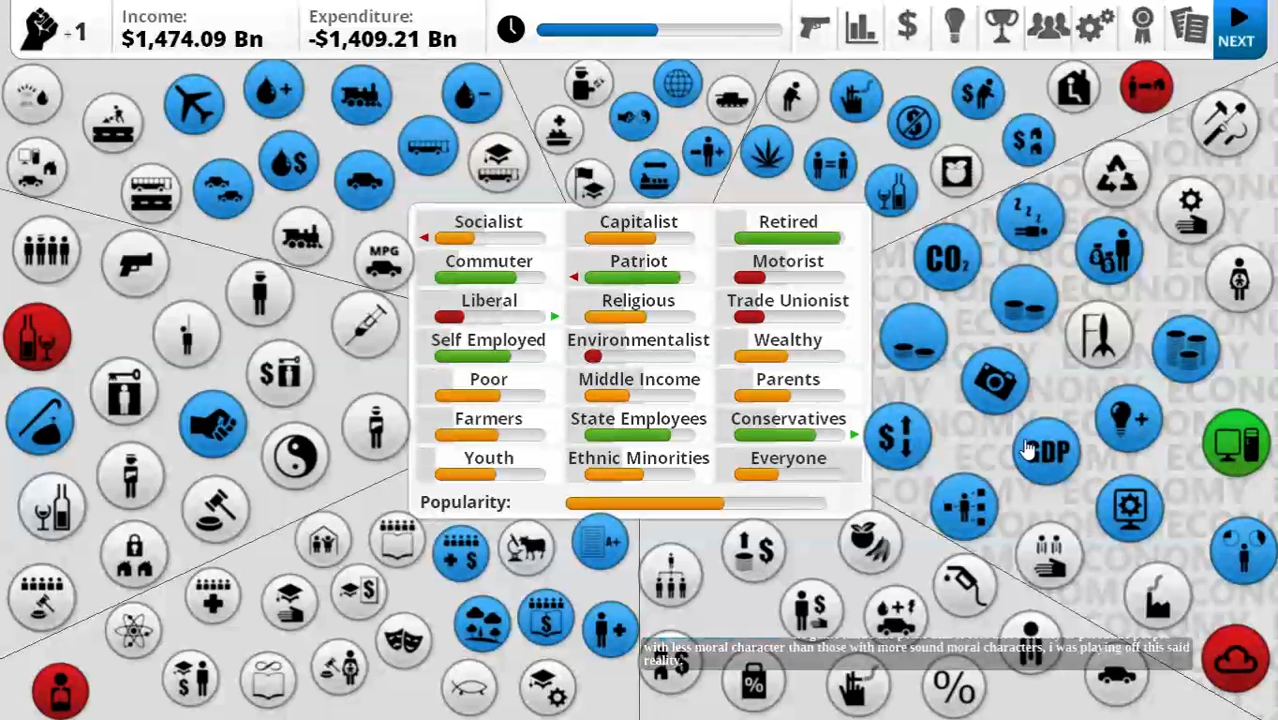 +1
Income:
$1,474.09 Bn
Expenditure:
-$1,409.21 Bn
NEXT
MPG
CO2
GDP
$
%
A+
Socialist Capitalist Retired
Commuter Patriot Motorist
Liberal Religious Trade Unionist
Self Employed Environmentalist Wealthy
Poor Middle Income Parents
Farmers State Employees Conservatives
Youth Ethnic Minorities Everyone
Popularity:
ECONOMY
with less moral character than those with more sound moral characters, i was playing off this said
reality.